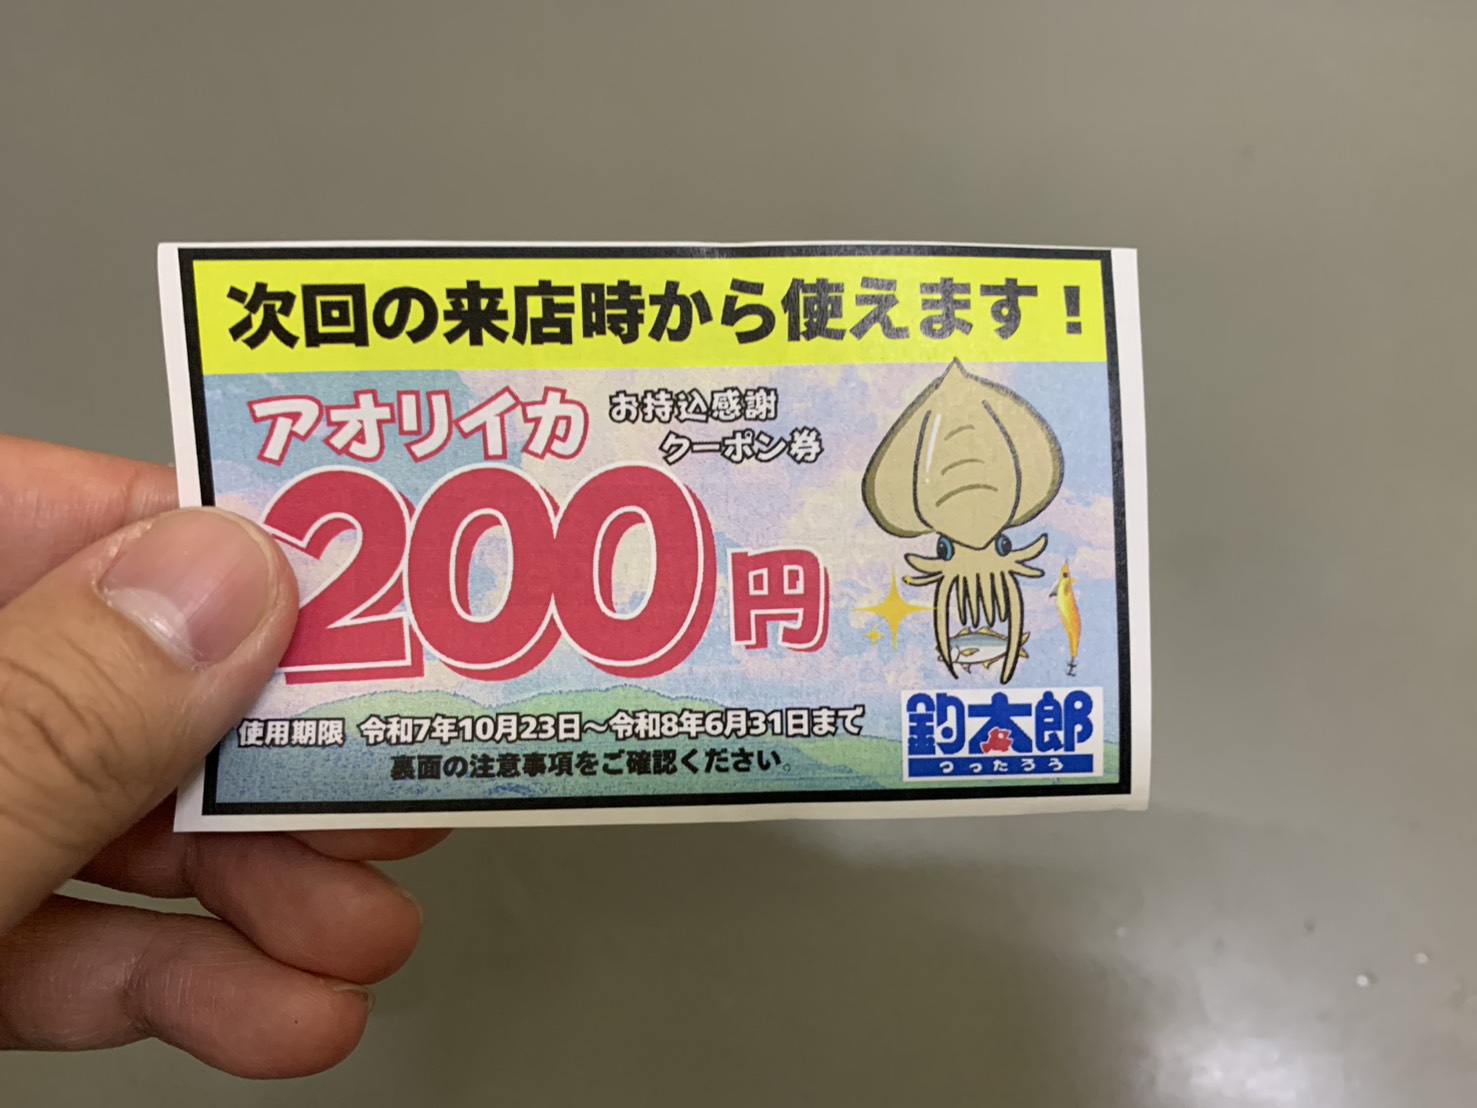 次回の来店時から使えます!
アオリイカ お持込感謝
クーポン券
200円
使用期限 令和7年10月23日~令和8年6月31日まで
裏面の注意事項をご確認ください。
釣太郎
つったろう